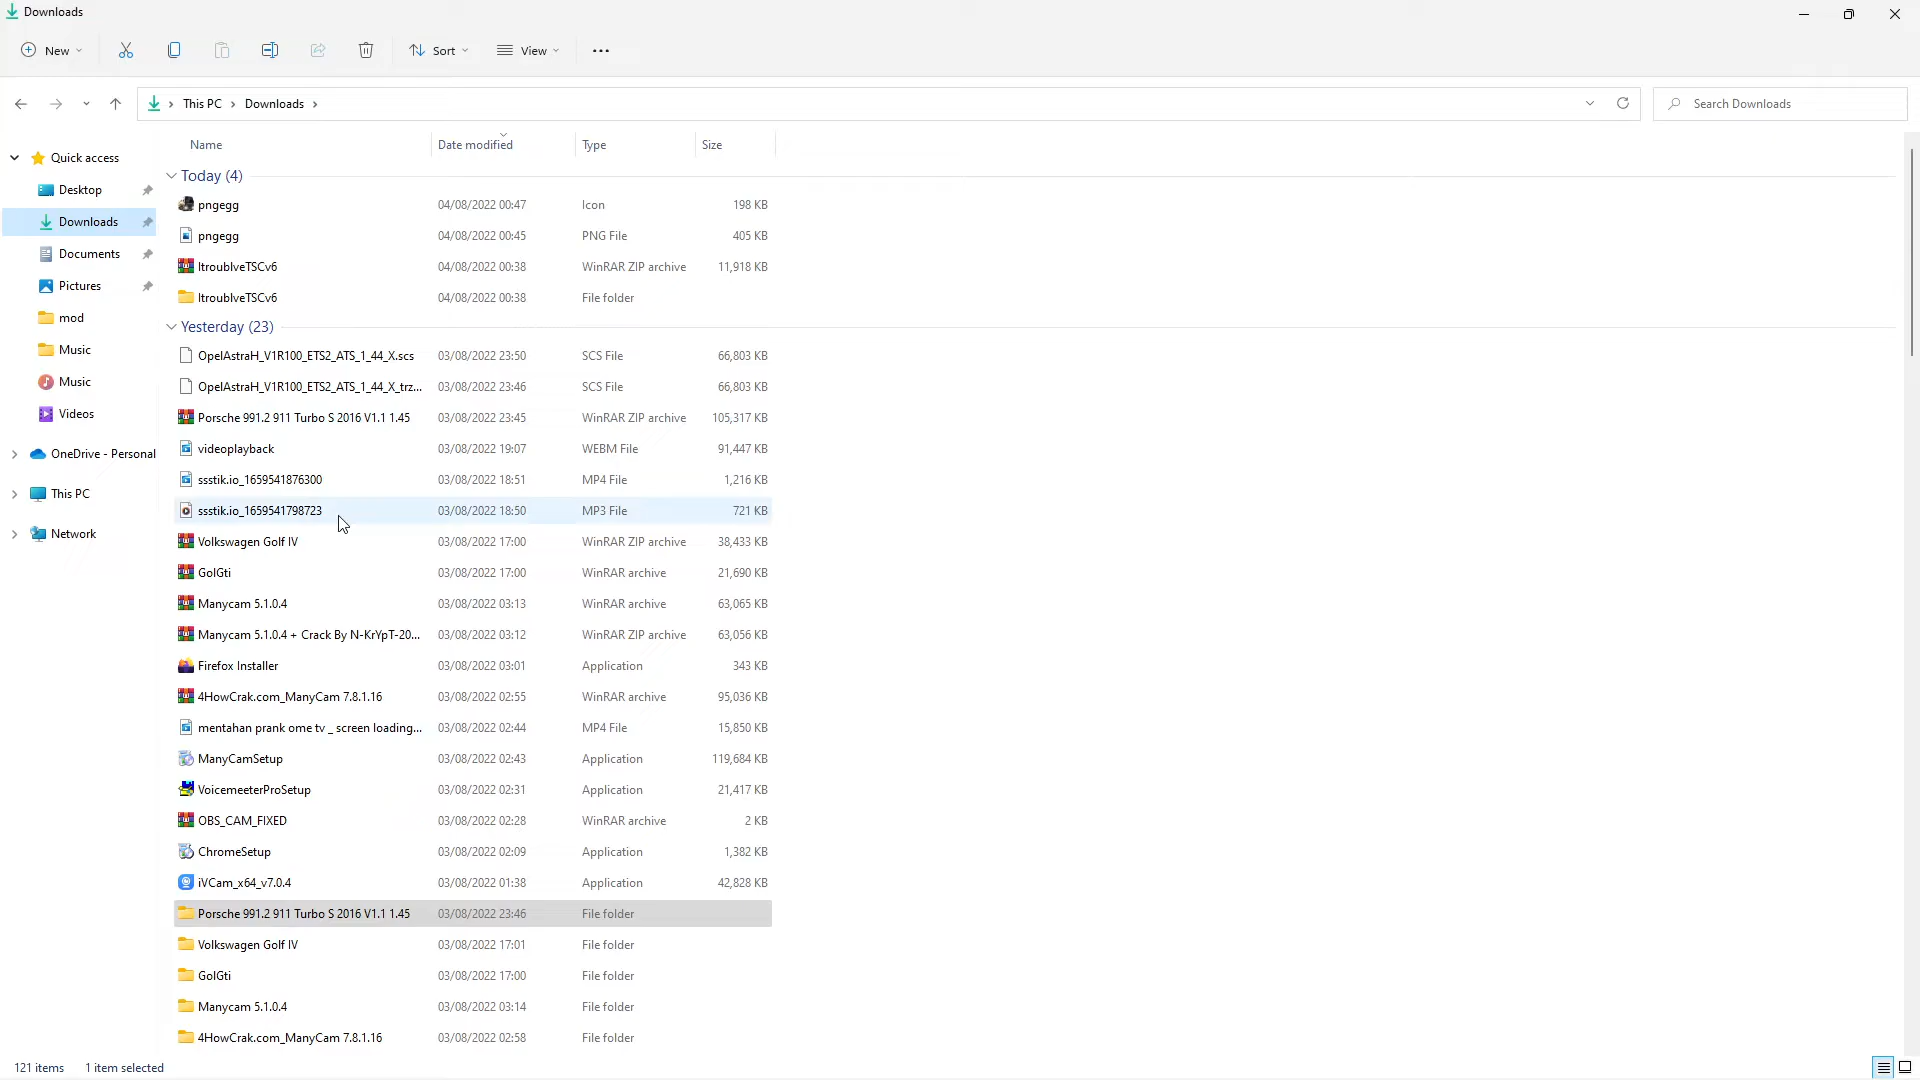 Downloads
New
Sort
View
This PC
Downloads
Search Downloads
Quick access
Desktop
Downloads
Documents
Pictures
mod
Music
Music
Videos
OneDrive - Personal
This PC
Network
Name Date modified Type Size
Today (4)
pngegg 04/08/2022 00:47 Icon 198 KB
pngegg 04/08/2022 00:45 PNG File 405 KB
ItroublveTSCv6 04/08/2022 00:38 WinRAR ZIP archive 11,918 KB
ItroublveTSCv6 04/08/2022 00:38 File folder
Yesterday (23)
OpelAstraH_V1R100_ETS2_ATS_1_44_X.scs 03/08/2022 23:50 SCS File 66,803 KB
OpelAstraH_V1R100_ETS2_ATS_1_44_X_trz... 03/08/2022 23:46 SCS File 66,803 KB
Porsche 991.2 911 Turbo S 2016 V1.1 1.45 03/08/2022 23:45 WinRAR ZIP archive 105,317 KB
videoplayback 03/08/2022 19:07 WEBM File 91,447 KB
ssstik.io_1659541876300 03/08/2022 18:51 MP4 File 1,216 KB
ssstik.io_1659541798723 03/08/2022 18:50 MP3 File 721 KB
Volkswagen Golf IV 03/08/2022 17:00 WinRAR ZIP archive 38,433 KB
GolGti 03/08/2022 17:00 WinRAR archive 21,690 KB
Manycam 5.1.0.4 03/08/2022 03:13 WinRAR archive 63,065 KB
Manycam 5.1.0.4 + Crack By N-KrYpT-20... 03/08/2022 03:12 WinRAR ZIP archive 63,056 KB
Firefox Installer 03/08/2022 03:01 Application 343 KB
4HowCrak.com_ManyCam 7.8.1.16 03/08/2022 02:55 WinRAR archive 95,036 KB
mentahan prank ome tv _ screen loading... 03/08/2022 02:44 MP4 File 15,850 KB
ManyCamSetup 03/08/2022 02:43 Application 119,684 KB
VoicemeeterProSetup 03/08/2022 02:31 Application 21,417 KB
OBS_CAM_FIXED 03/08/2022 02:28 WinRAR archive 2 KB
ChromeSetup 03/08/2022 02:09 Application 1,382 KB
iVCam_x64_v7.0.4 03/08/2022 01:38 Application 42,828 KB
Porsche 991.2 911 Turbo S 2016 V1.1 1.45 03/08/2022 23:46 File folder
Volkswagen Golf IV 03/08/2022 17:01 File folder
GolGti 03/08/2022 17:00 File folder
Manycam 5.1.0.4 03/08/2022 03:14 File folder
4HowCrak.com_ManyCam 7.8.1.16 03/08/2022 02:58 File folder
121 items 1 item selected